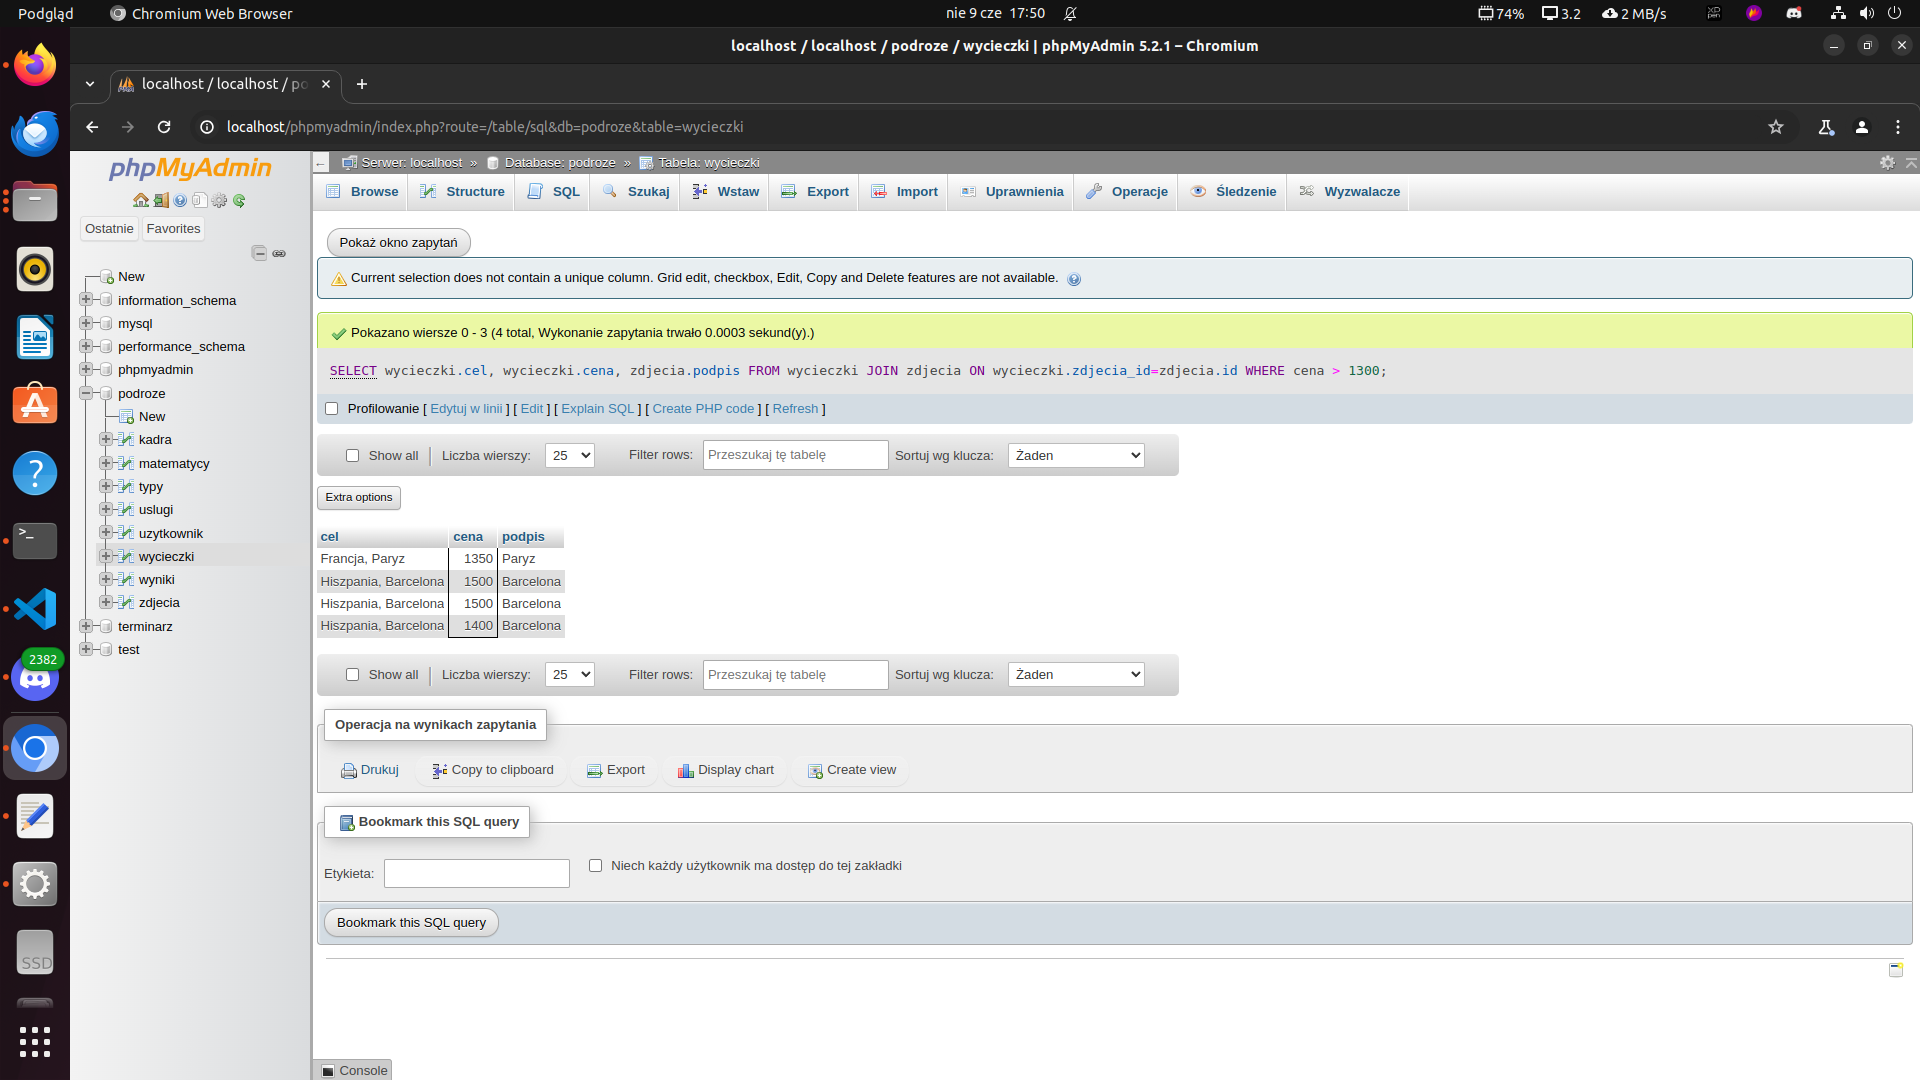 Podgląd
Chromium Web Browser
nie 9 cze 17:50
74%
3.2
2 MB/s
localhost / localhost / podroze / wycieczki | phpMyAdmin 5.2.1 – Chromium
localhost / localhost / po
localhost/phpmyadmin/index.php?route=/table/sql&db=podroze&table=wycieczki
phpMyAdmin
Ostatnie
Favorites
New
information_schema
mysql
performance_schema
phpmyadmin
podroze
New
kadra
matematycy
typy
uslugi
uzytkownik
wycieczki
wyniki
zdjecia
terminarz
test
2382
SSD
Serwer: localhost » Database: podroze » Tabela: wycieczki
Browse Structure SQL Szukaj Wstaw Export Import Uprawnienia Operacje Śledzenie Wyzwalacze
Pokaż okno zapytań
Current selection does not contain a unique column. Grid edit, checkbox, Edit, Copy and Delete features are not available.
Pokazano wiersze 0 - 3 (4 total, Wykonanie zapytania trwało 0.0003 sekund(y).)
SELECT wycieczki.cel, wycieczki.cena, zdjecia.podpis FROM wycieczki JOIN zdjecia ON wycieczki.zdjecia_id=zdjecia.id WHERE cena > 1300;
Profilowanie [ Edytuj w linii ] [ Edit ] [ Explain SQL ] [ Create PHP code ] [ Refresh ]
Show all Liczba wierszy: 25 Filter rows: Przeszukaj tę tabelę Sortuj wg klucza: Żaden
Extra options
cel cena podpis
Francja, Paryz 1350 Paryz
Hiszpania, Barcelona 1500 Barcelona
Hiszpania, Barcelona 1500 Barcelona
Hiszpania, Barcelona 1400 Barcelona
Show all Liczba wierszy: 25 Filter rows: Przeszukaj tę tabelę Sortuj wg klucza: Żaden
Operacja na wynikach zapytania
Drukuj Copy to clipboard Export Display chart Create view
Bookmark this SQL query
Etykieta: Niech każdy użytkownik ma dostęp do tej zakładki
Bookmark this SQL query
Console